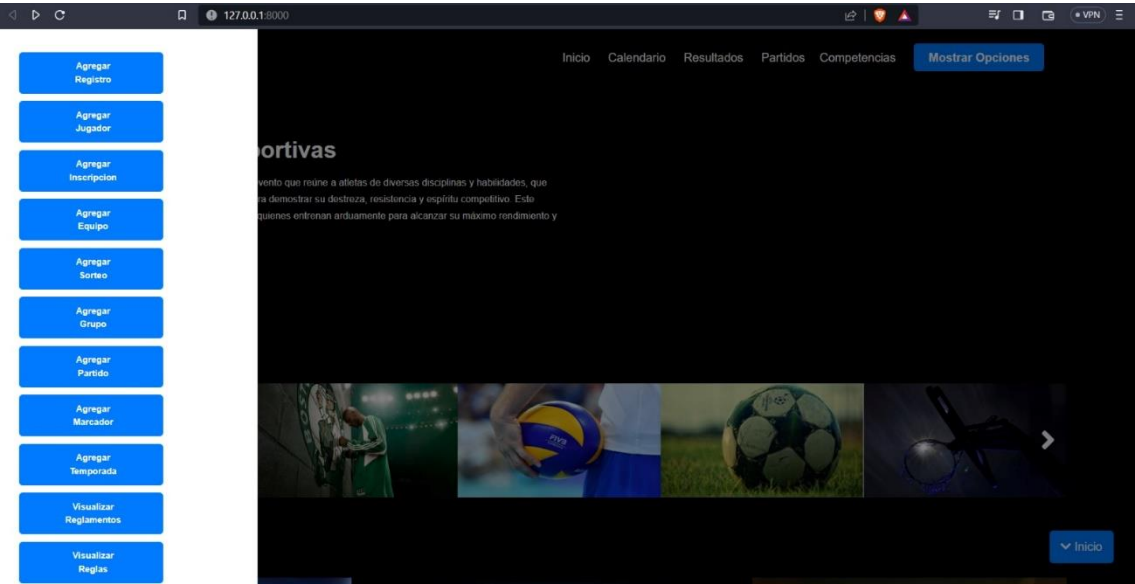 127.0.0.1:8000
VPN
Inicio Calendario Resultados Partidos Competencias Mostrar Opciones
Agregar
Registro
Agregar
Jugador
Agregar
Inscripcion
Agregar
Equipo
Agregar
Sorteo
Agregar
Grupo
Agregar
Partido
Agregar
Marcador
Agregar
Temporada
Visualizar
Reglamentos
Visualizar
Reglas
ortivas
vento que reúne a atletas de diversas disciplinas y habilidades, que
ra demostrar su destreza, resistencia y espíritu competitivo. Este
quienes entrenan arduamente para alcanzar su máximo rendimiento y
FIVB
Inicio